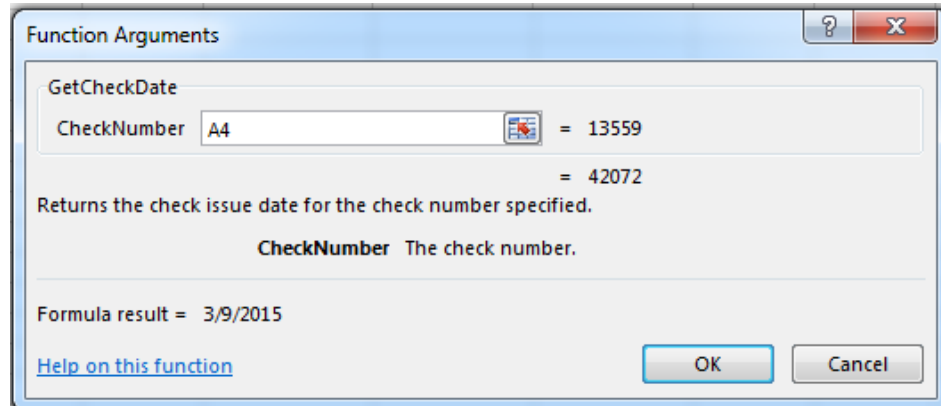 Function Arguments
GetCheckDate
CheckNumber A4 = 13559
= 42072
Returns the check issue date for the check number specified.
CheckNumber The check number.
Formula result = 3/9/2015
Help on this function OK Cancel